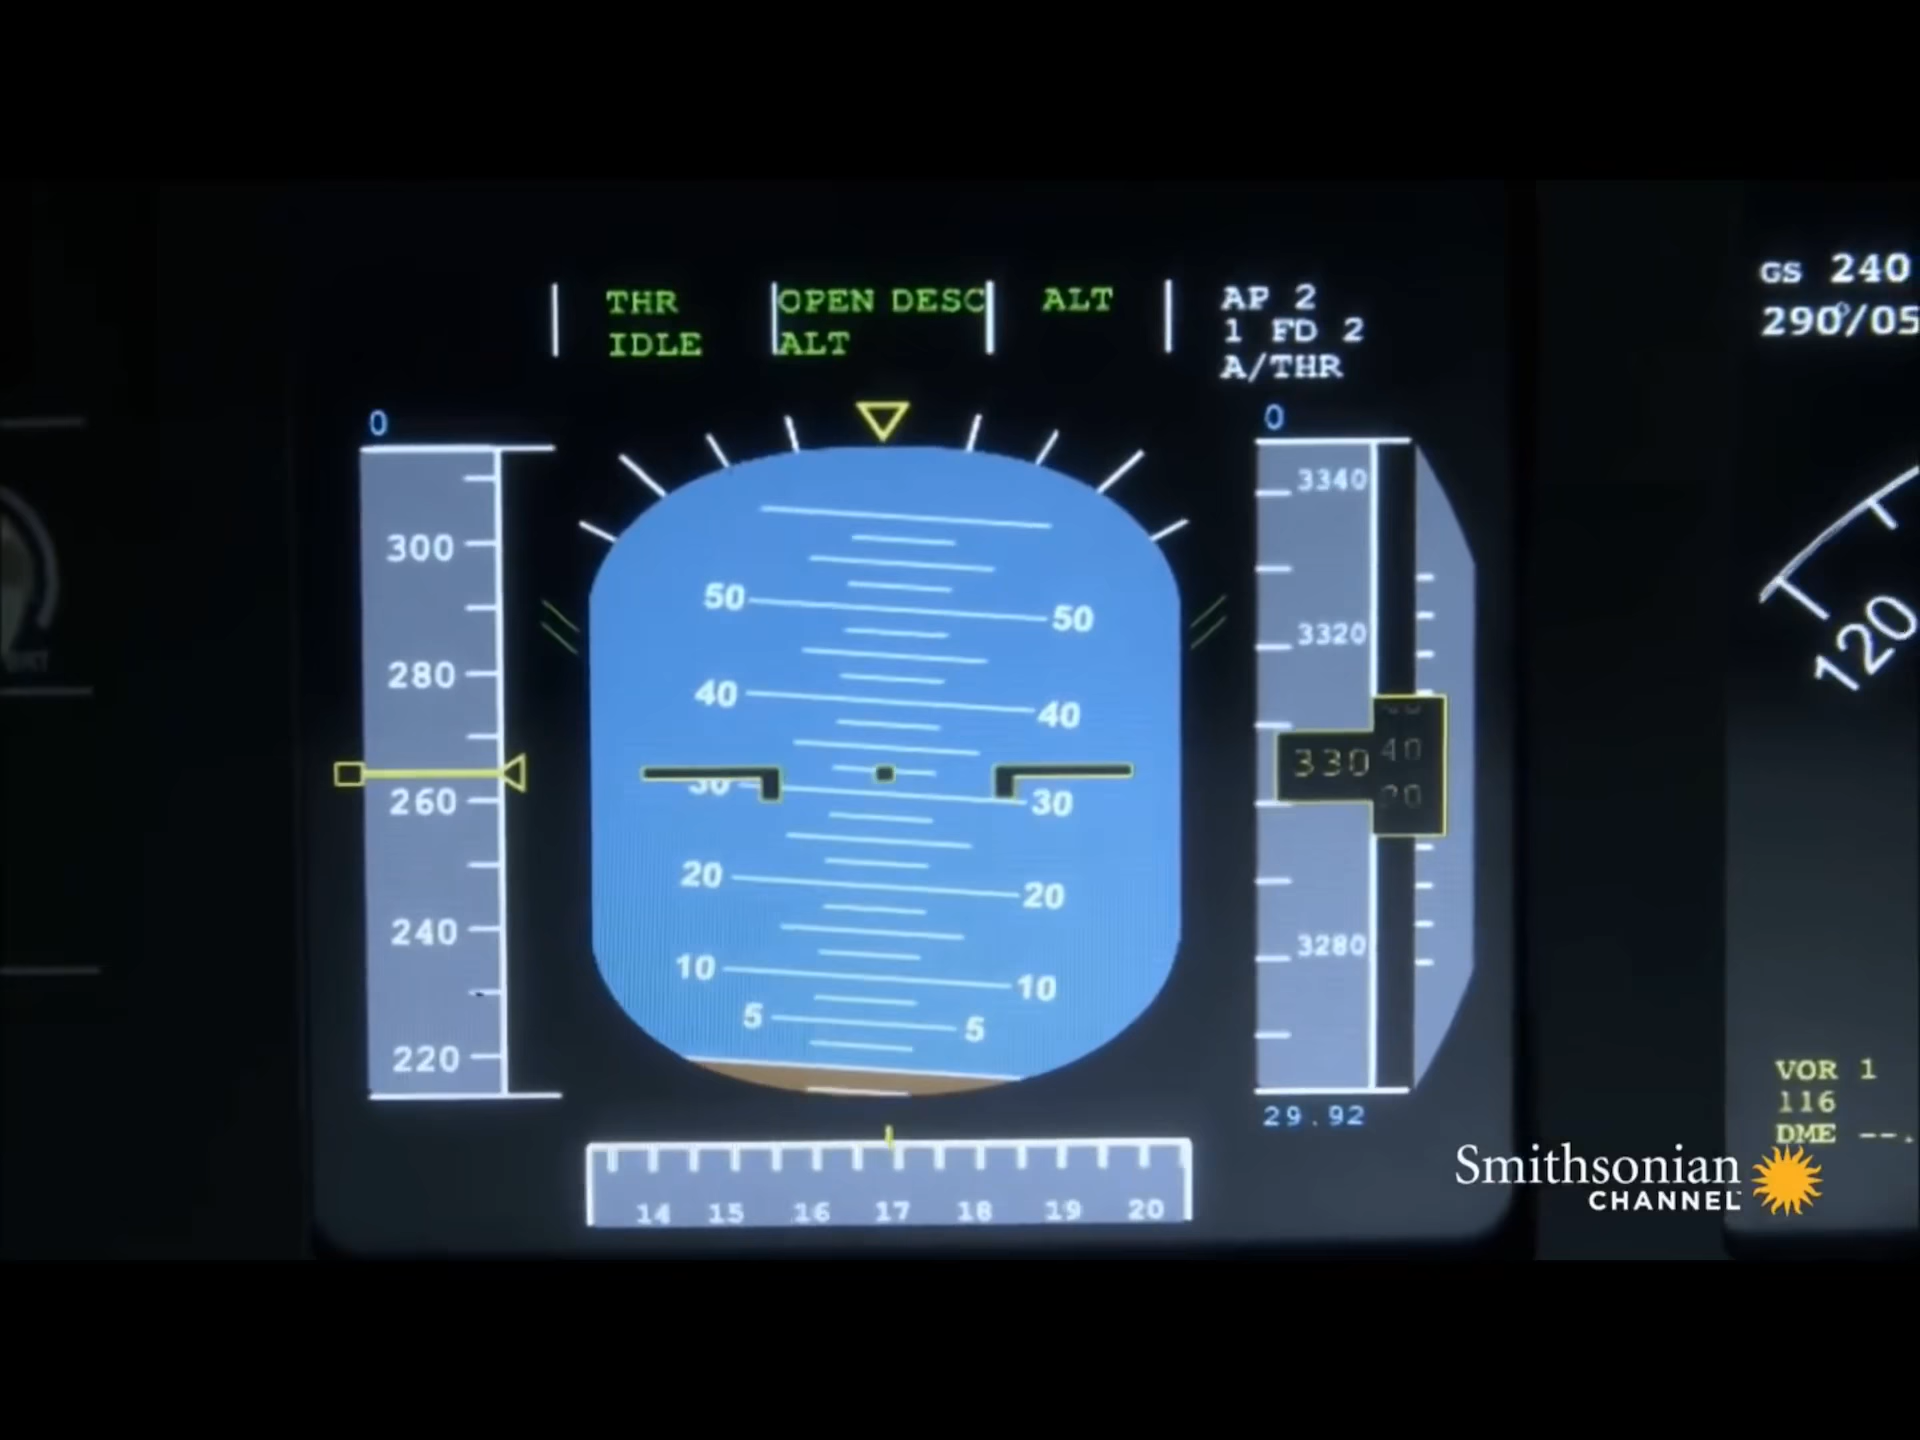 THR
IDLE
OPEN DESC
ALT
ALT
AP 2
1 FD 2
A/THR
GS 240
290°/05
0
300
280
260
240
220
50 50
40 40
30 30
20 20
10 10
5 5
0
3340
3320
330
40
20
3280
29.92
14 15 16 17 18 19 20
120
VOR 1
116
DME --.
Smithsonian
CHANNEL